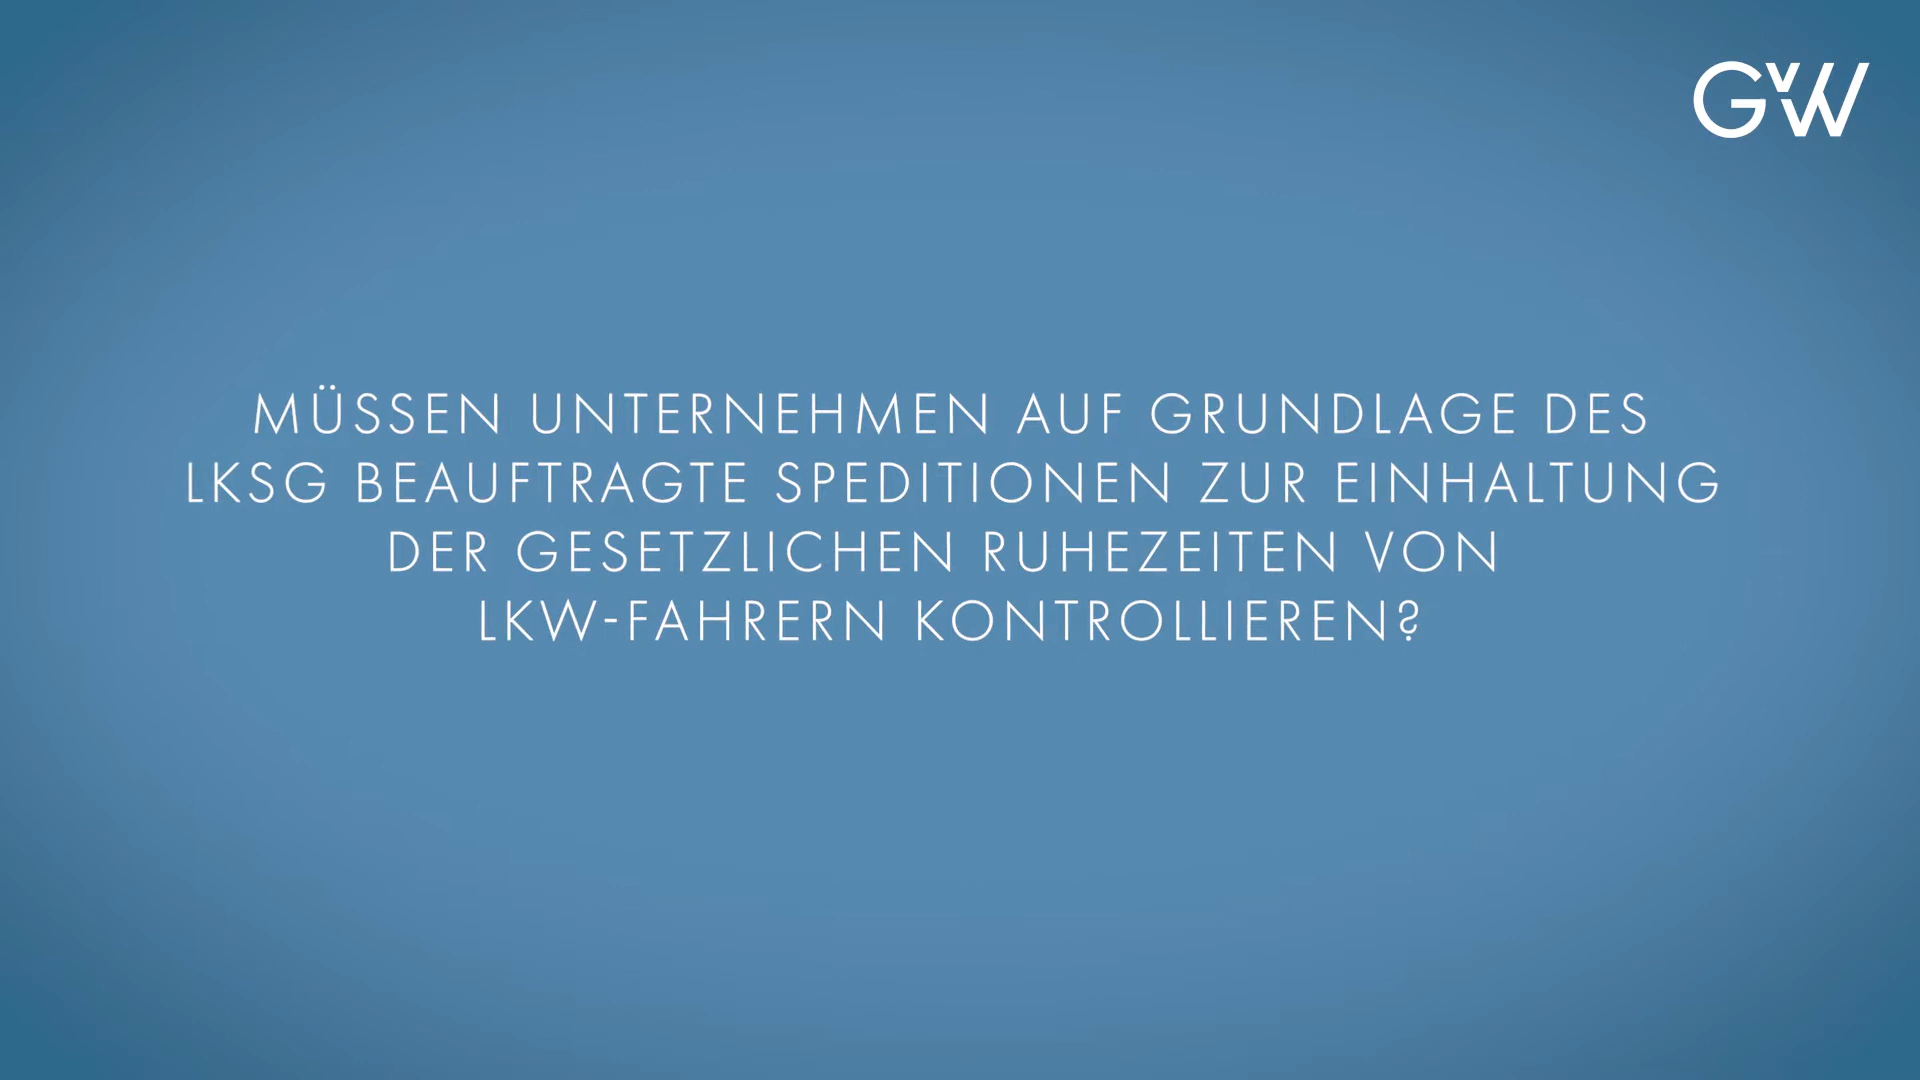 GvW
MÜSSEN UNTERNEHMEN AUF GRUNDLAGE DES
LKSG BEAUFTRAGTE SPEDITIONEN ZUR EINHALTUNG
DER GESETZLICHEN RUHEZEITEN VON
LKW-FAHRERN KONTROLLIEREN?